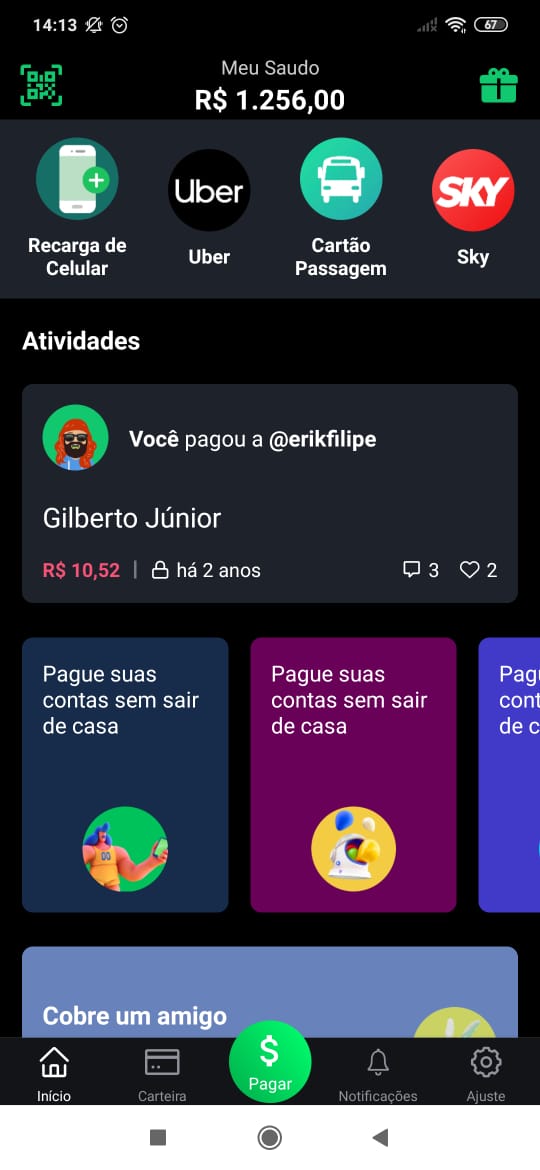 14:13
67
Meu Saudo
R$ 1.256,00
Recarga de
Celular
Uber
Uber
Cartão
Passagem
SKY
Sky
Atividades
Você pagou a @erikfilipe
Gilberto Júnior
R$ 10,52 | há 2 anos 3 2
Pague suas
contas sem sair
de casa
00
Pague suas
contas sem sair
de casa
Pagu
cont
de c
Cobre um amigo
$
Pagar
Início
Carteira
Notificações
Ajuste